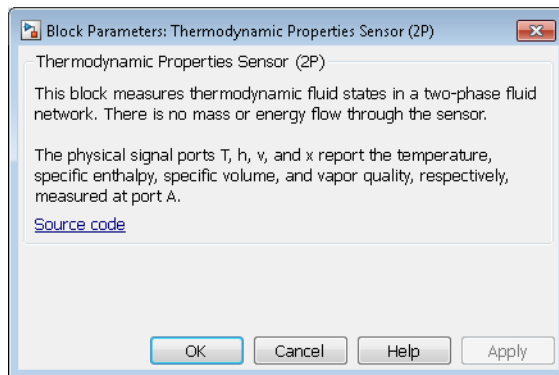 Block Parameters: Thermodynamic Properties Sensor (2P)
Thermodynamic Properties Sensor (2P)
This block measures thermodynamic fluid states in a two-phase fluid
network. There is no mass or energy flow through the sensor.
The physical signal ports T, h, v, and x report the temperature,
specific enthalpy, specific volume, and vapor quality, respectively,
measured at port A.
Source code
OK Cancel Help Apply